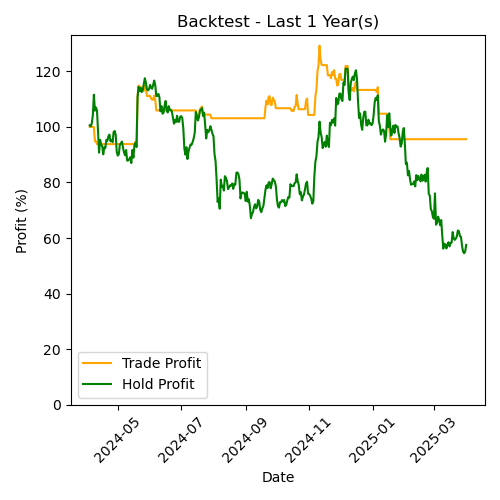 Backtest - Last 1 Year(s)
Profit (%)
120
100
80
60
40
20
0
Trade Profit
Hold Profit
2024-05
2024-07
2024-09
2024-11
2025-01
2025-03
Date